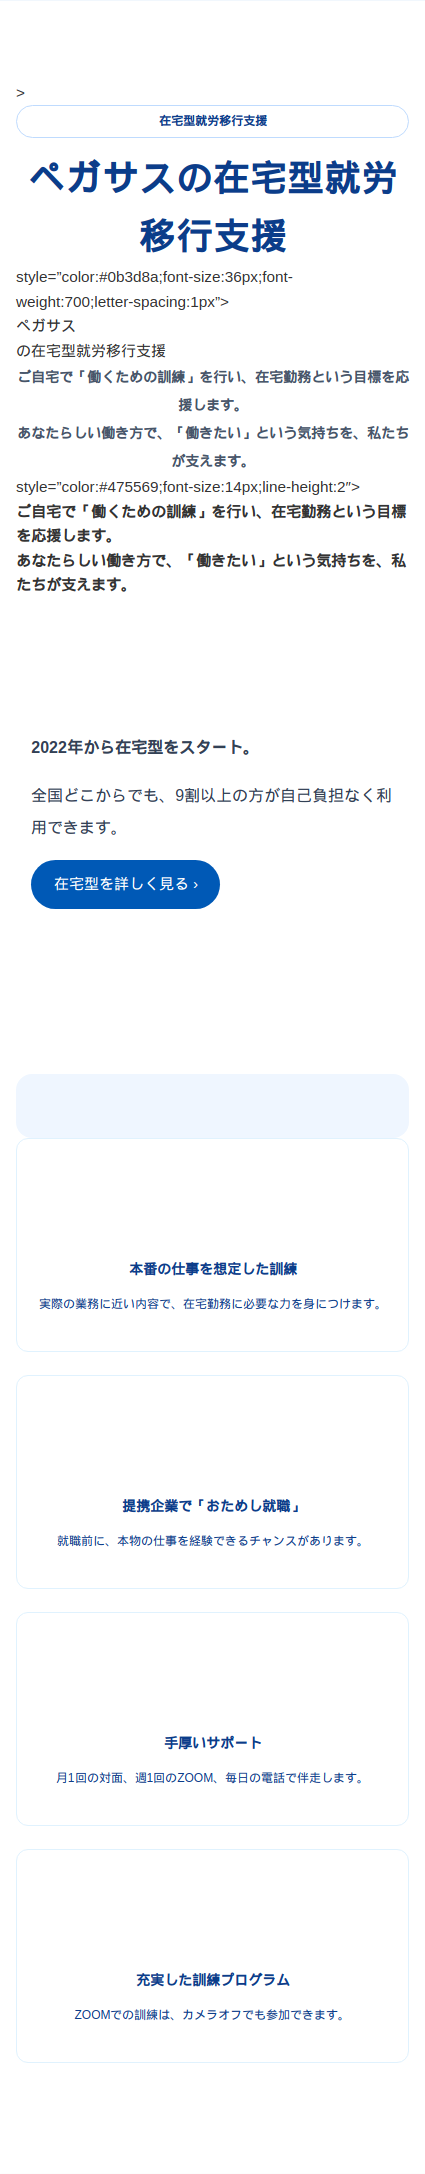 >
在宅型就労移行支援
ペガサスの在宅型就労
移行支援
style=”color:#0b3d8a;font-size:36px;font-
weight:700;letter-spacing:1px”>
ペガサス
の在宅型就労移行支援
ご自宅で「働くための訓練」を行い、在宅勤務という目標を応
援します。
あなたらしい働き方で、「働きたい」という気持ちを、私たち
が支えます。
style=”color:#475569;font-size:14px;line-height:2″>
ご自宅で「働くための訓練」を行い、在宅勤務という目標
を応援します。
あなたらしい働き方で、「働きたい」という気持ちを、私
たちが支えます。
2022年から在宅型をスタート。
全国どこからでも、9割以上の方が自己負担なく利
用できます。
在宅型を詳しく見る ›
本番の仕事を想定した訓練
実際の業務に近い内容で、在宅勤務に必要な力を身につけます。
提携企業で「おためし就職」
就職前に、本物の仕事を経験できるチャンスがあります。
手厚いサポート
月1回の対面、週1回のZOOM、毎日の電話で伴走します。
充実した訓練プログラム
ZOOMでの訓練は、カメラオフでも参加できます。